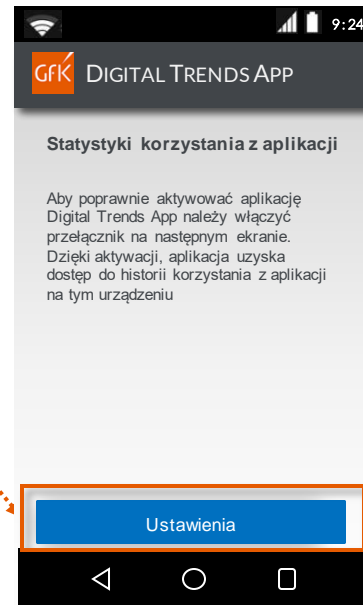 9:24
GfK DIGITAL TRENDS APP
Statystyki korzystania z aplikacji
Aby poprawnie aktywować aplikację
Digital Trends App należy włączyć
przełącznik na następnym ekranie.
Dzięki aktywacji, aplikacja uzyska
dostęp do historii korzystania z aplikacji
na tym urządzeniu
Ustawienia